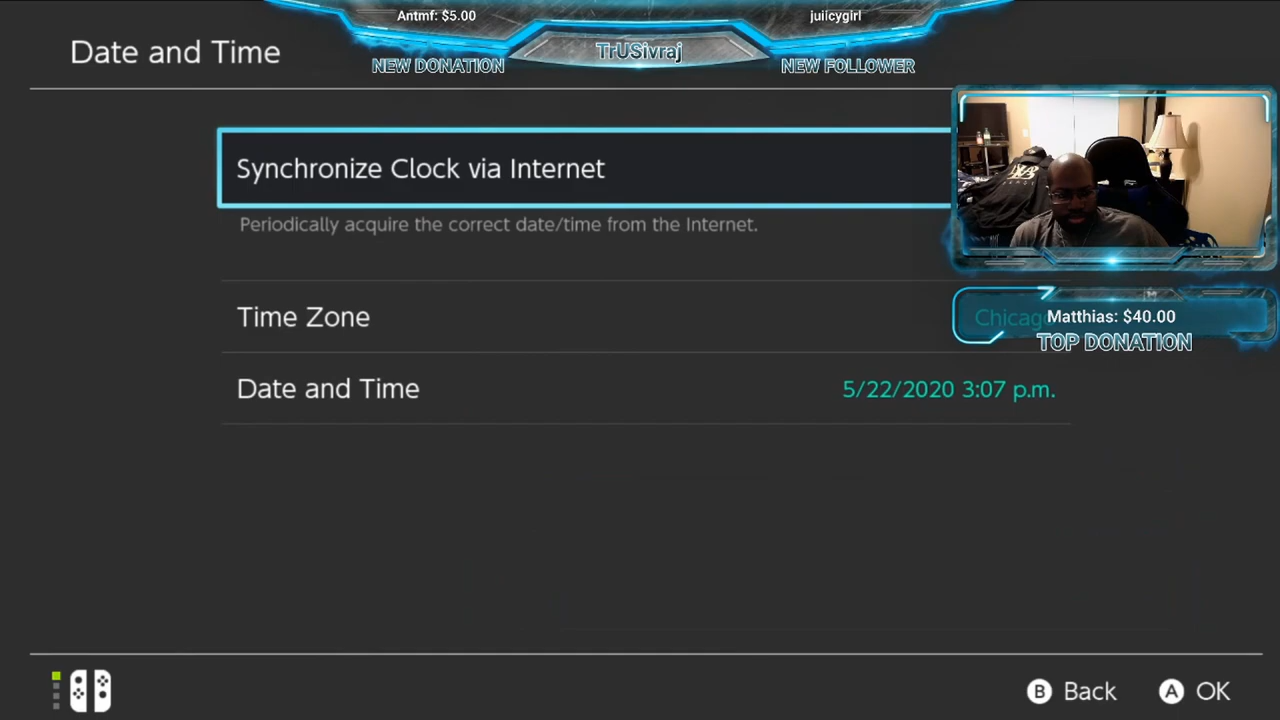 Antmf: $5.00
juiicygirl
Date and Time
TrUSivraj
NEW DONATION
NEW FOLLOWER
Synchronize Clock via Internet
Periodically acquire the correct date/time from the Internet.
Time Zone
Matthias: $40.00
TOP DONATION
Date and Time
5/22/2020 3:07 p.m.
B Back
A OK